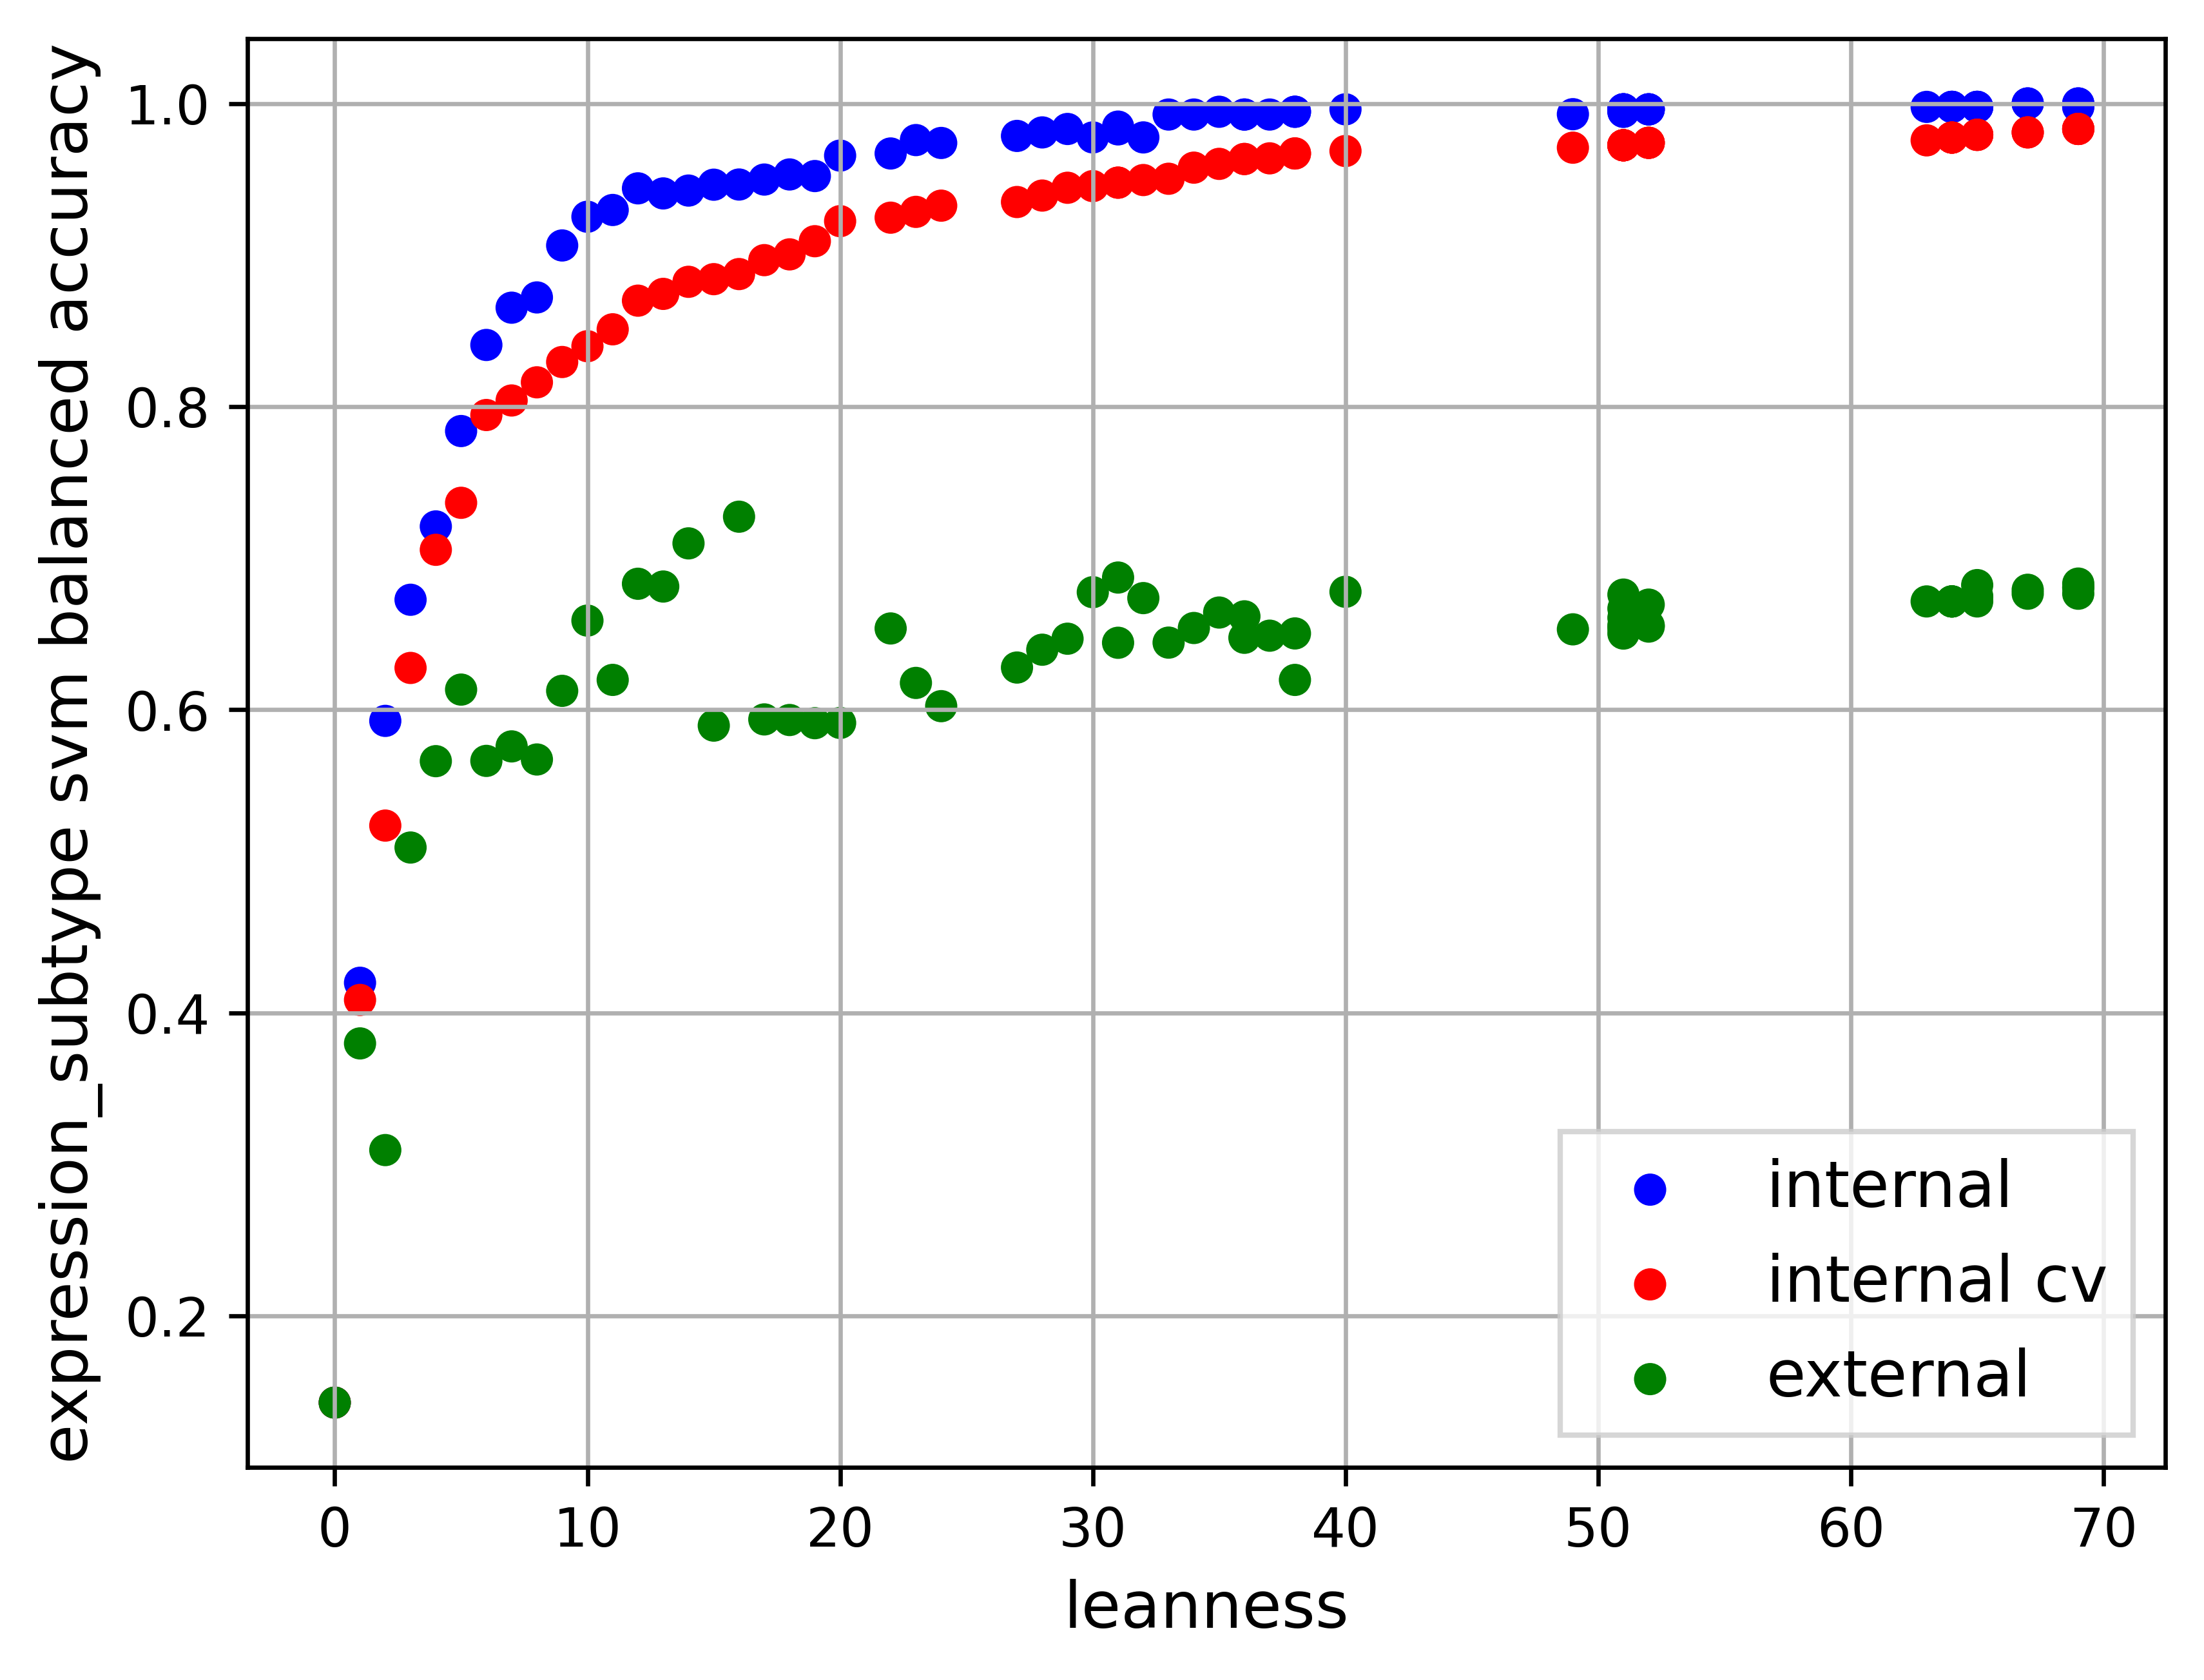 expression_subtype svm balanced accuracy
1.0
0.8
0.6
0.4
0.2
internal
internal cv
external
0 10 20 30 40 50 60 70
leanness